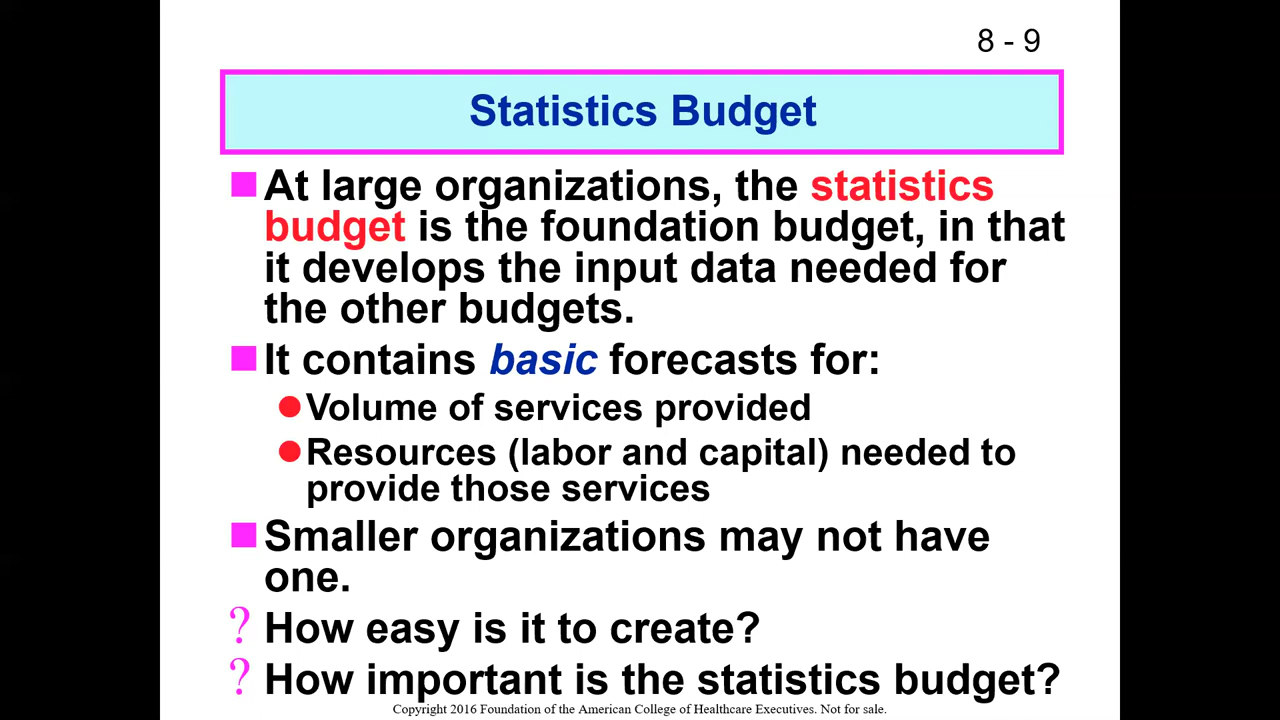 8 - 9
Statistics Budget
At large organizations, the statistics
budget is the foundation budget, in that
it develops the input data needed for
the other budgets.
It contains basic forecasts for:
Volume of services provided
Resources (labor and capital) needed to
provide those services
Smaller organizations may not have
one.
? How easy is it to create?
? How important is the statistics budget?
Copyright 2016 Foundation of the American College of Healthcare Executives. Not for sale.